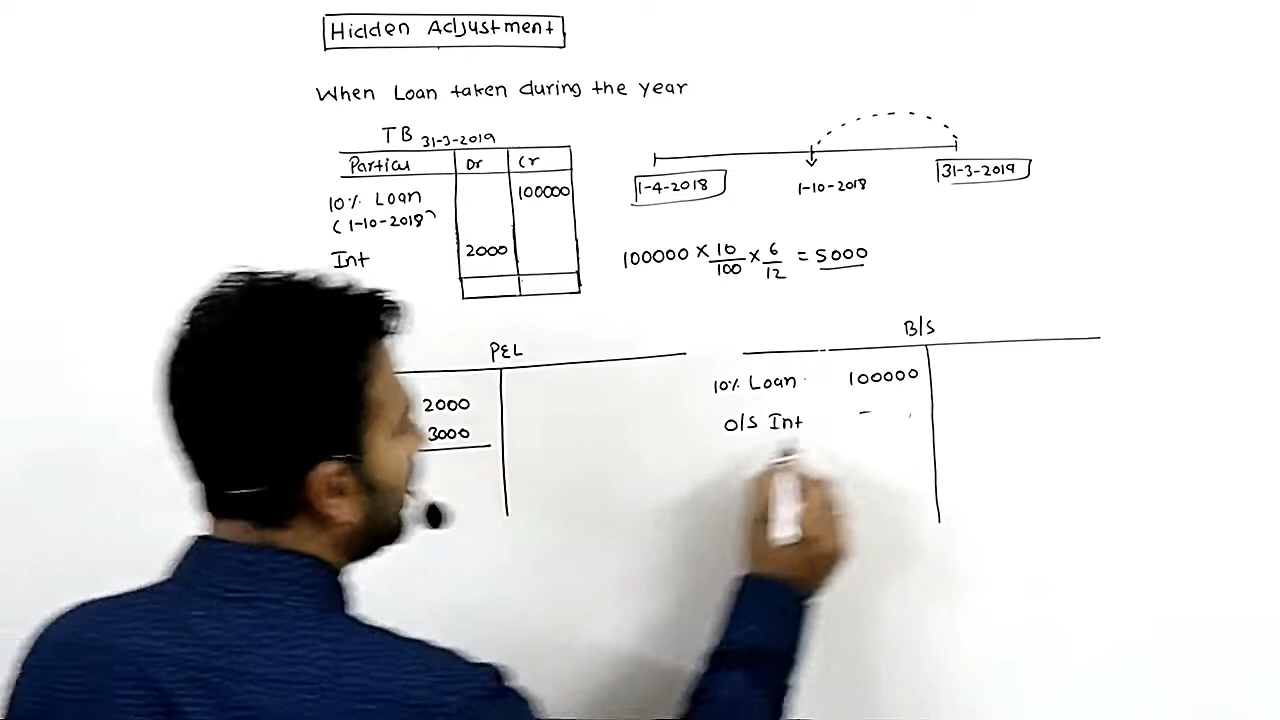 Hidden Adjustment
When Loan taken during the year
TB 31-3-2019
Particu Dr Cr
10% Loan 100000
(1-10-2018)
Int 2000
1-4-2018 1-10-2018 31-3-2019
100000 × 10/100 × 6/12 = 5000
P&L
2000
3000
B/S
10% Loan 100000
O/S Int